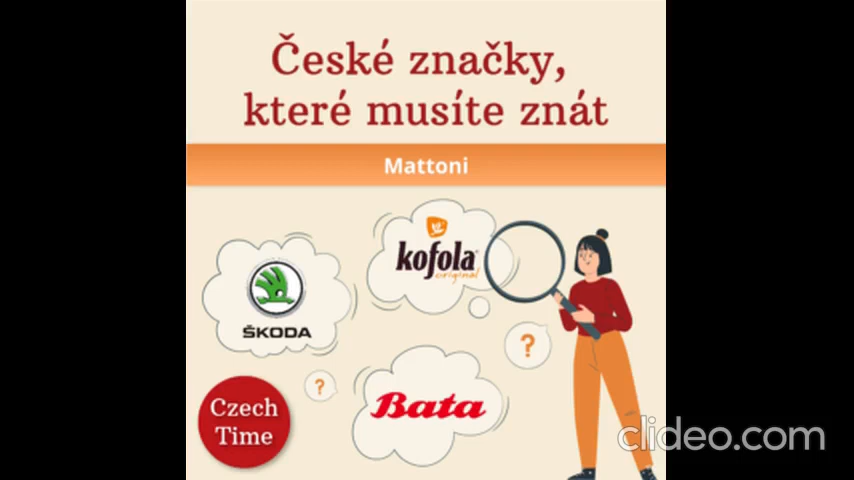 České značky,
které musíte znát
Mattoni
kofola
original
ŠKODA
?
?
Bata
Czech
Time
clideo.com